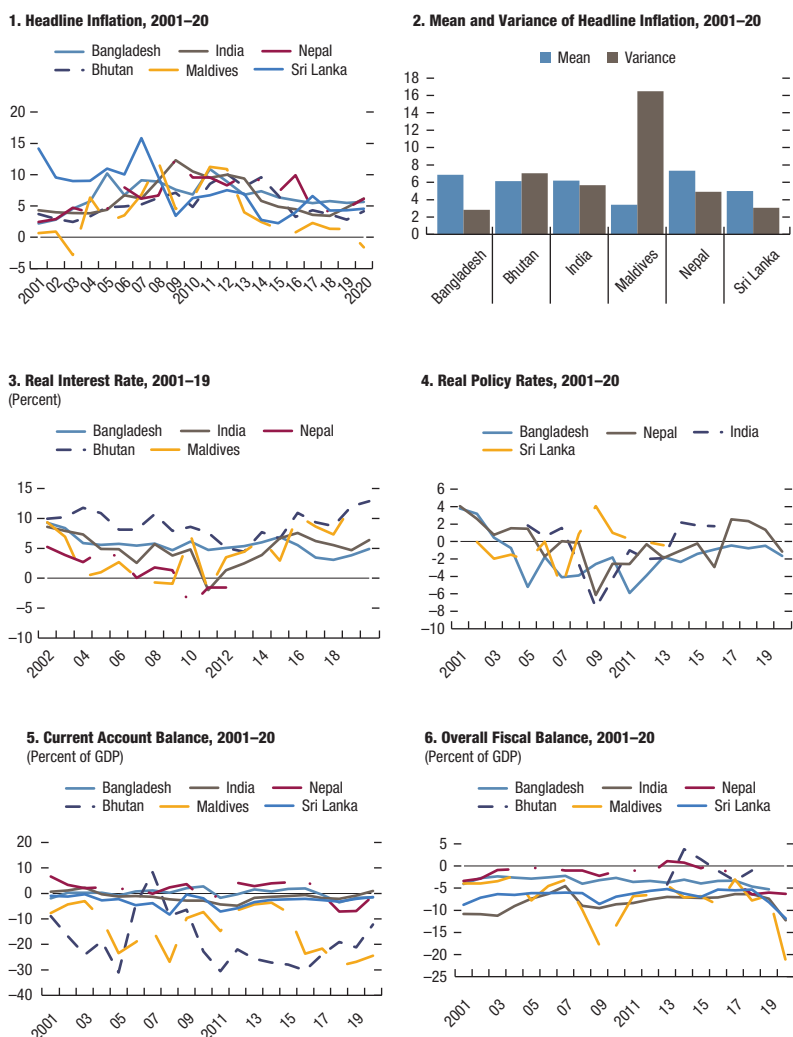 1. Headline Inflation, 2001–20
Bangladesh India Nepal
Bhutan Maldives Sri Lanka
20
15
10
5
0
–5
2001 02 03 04 05 06 07 08 09 2010 11 12 13 14 15 16 17 18 19 2020
2. Mean and Variance of Headline Inflation, 2001–20
Mean Variance
18
16
14
12
10
8
6
4
2
0
Bangladesh Bhutan India Maldives Nepal Sri Lanka
3. Real Interest Rate, 2001–19
(Percent)
Bangladesh India Nepal
Bhutan Maldives
15
10
5
0
–5
–10
2002 04 06 08 10 2012 14 16 18
4. Real Policy Rates, 2001–20
Bangladesh Nepal India
Sri Lanka
6
4
2
0
–2
–4
–6
–8
–10
2001 03 05 07 09 2011 13 15 17 19
5. Current Account Balance, 2001–20
(Percent of GDP)
Bangladesh India Nepal
Bhutan Maldives Sri Lanka
20
10
0
–10
–20
–30
–40
2001 03 05 07 09 11 13 15 17 19
6. Overall Fiscal Balance, 2001–20
(Percent of GDP)
Bangladesh India Nepal
Bhutan Maldives Sri Lanka
5
0
–5
–10
–15
–20
–25
2001 03 05 07 09 2011 13 15 17 19